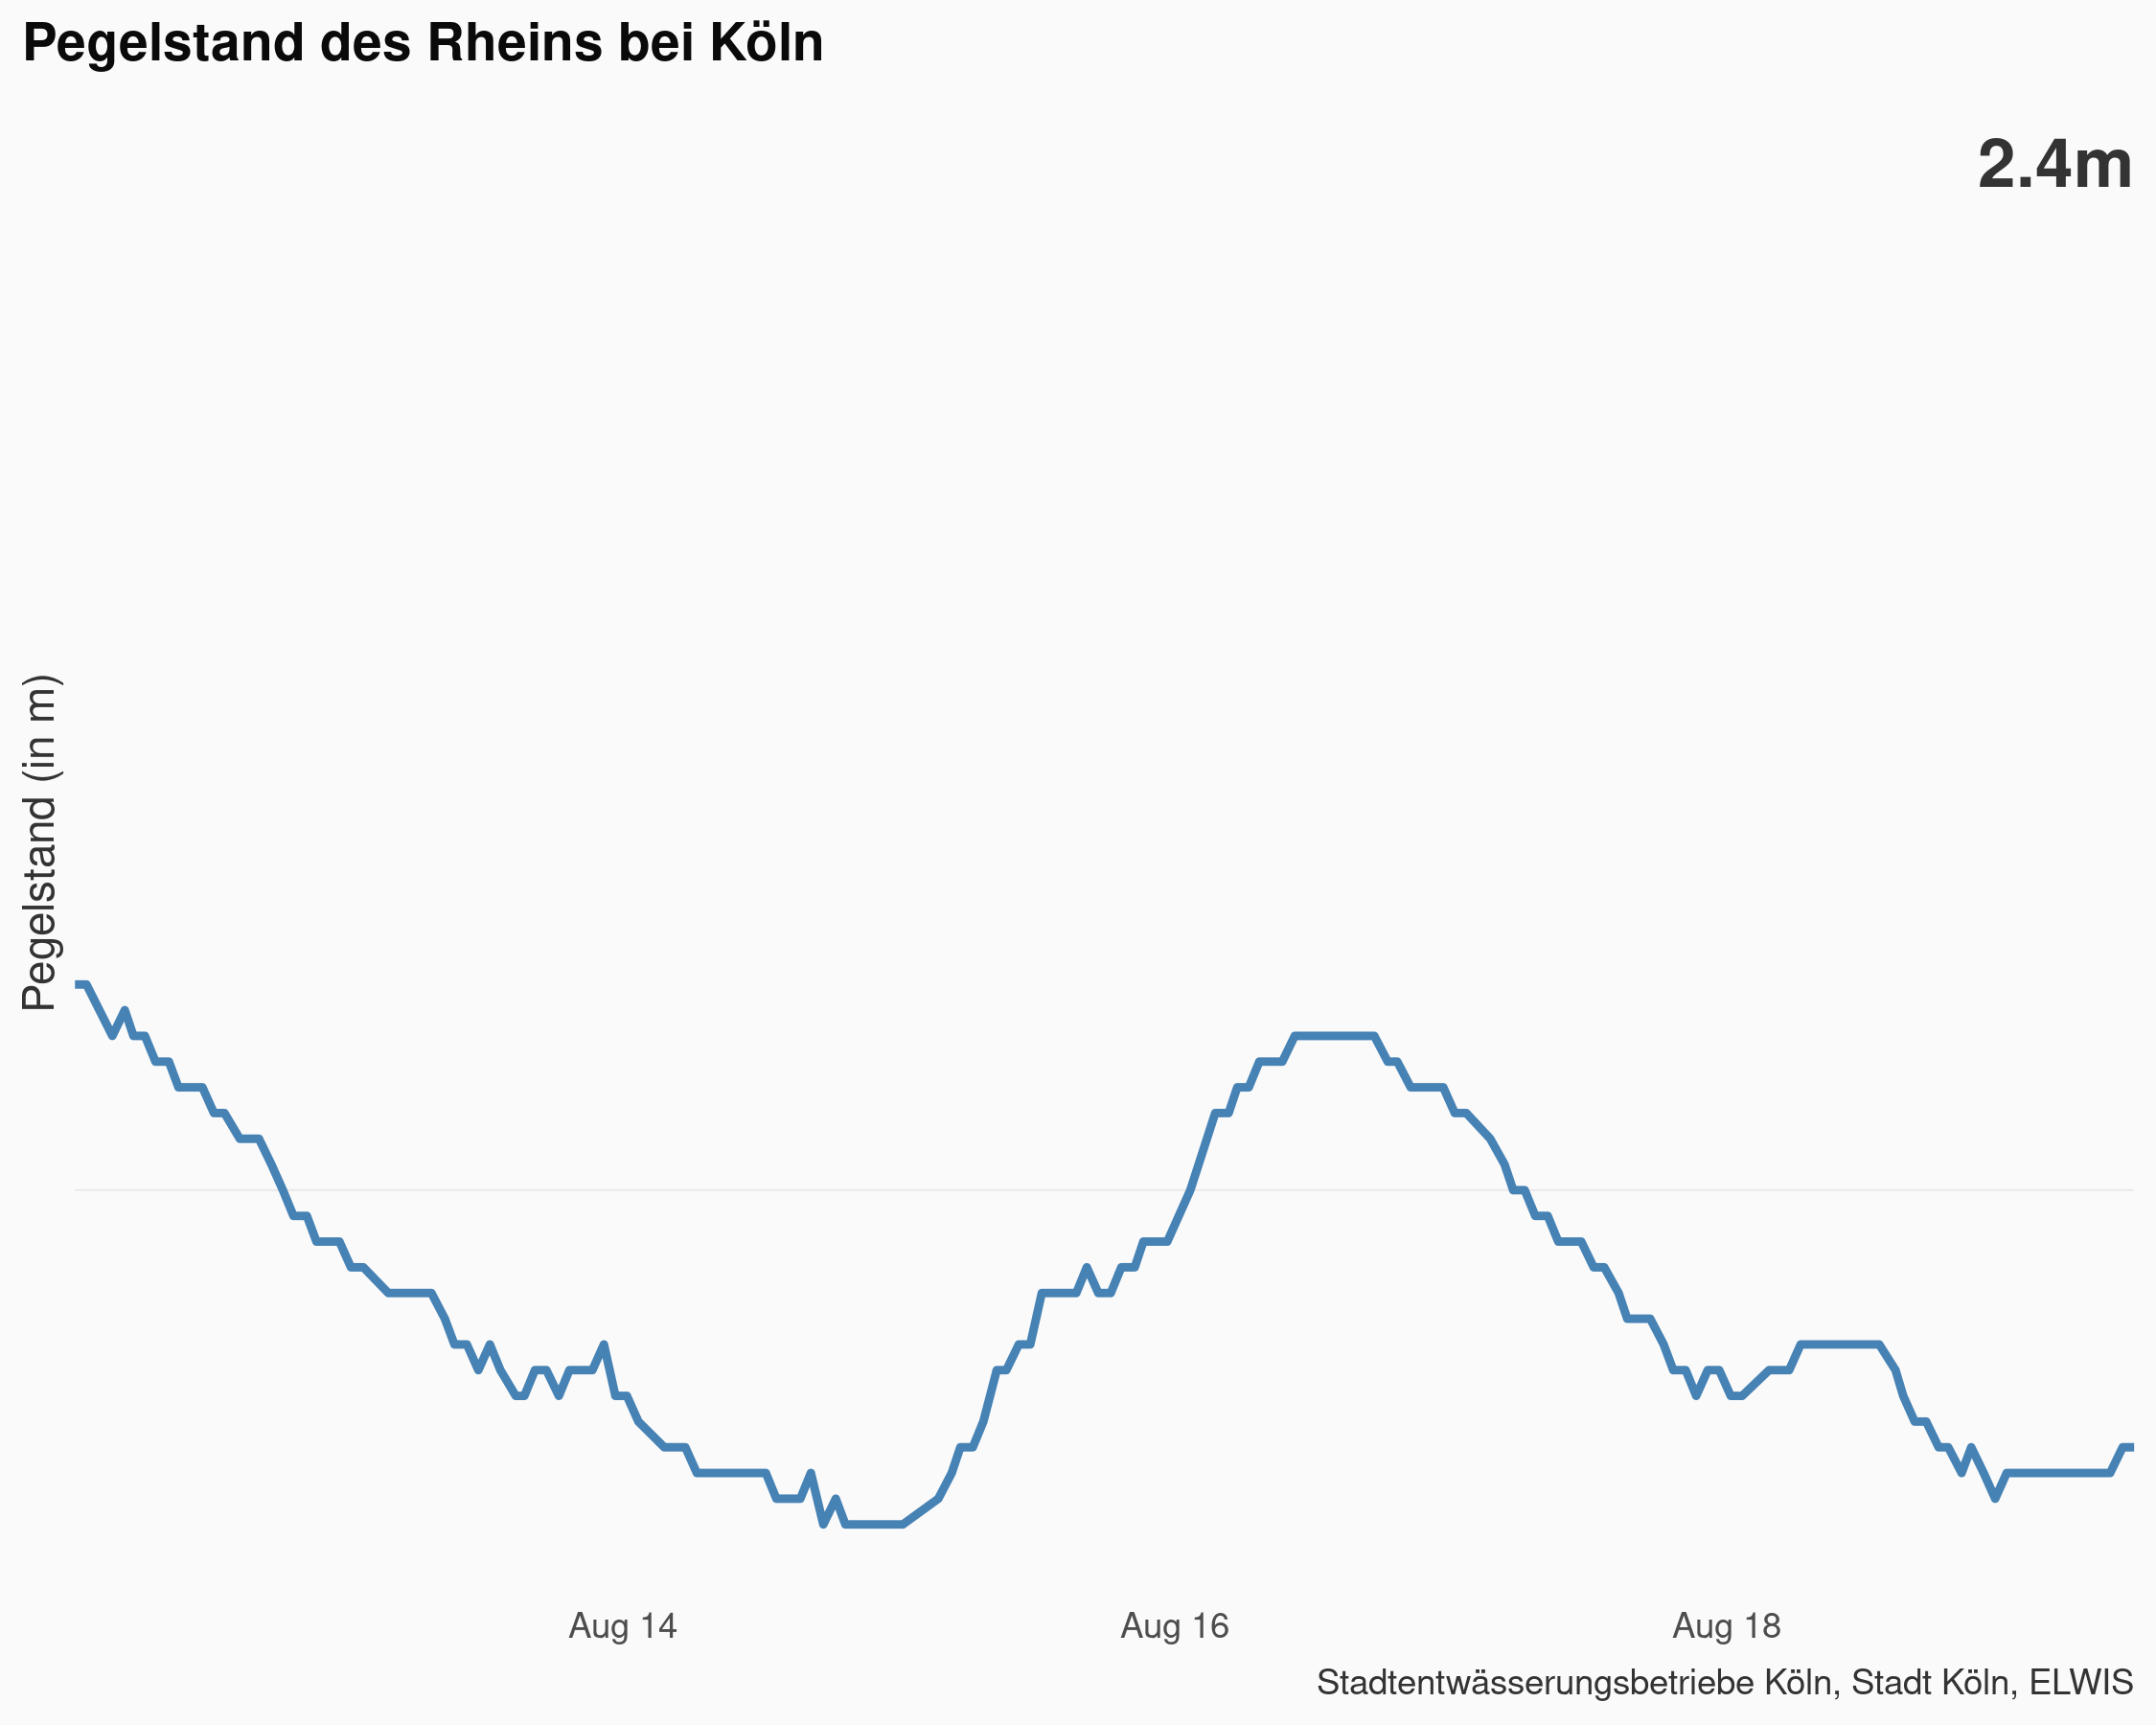 Pegelstand des Rheins bei Köln
2.4m
Pegelstand (in m)
Aug 14
Aug 16
Aug 18
Stadtentwässerungsbetriebe Köln, Stadt Köln, ELWIS